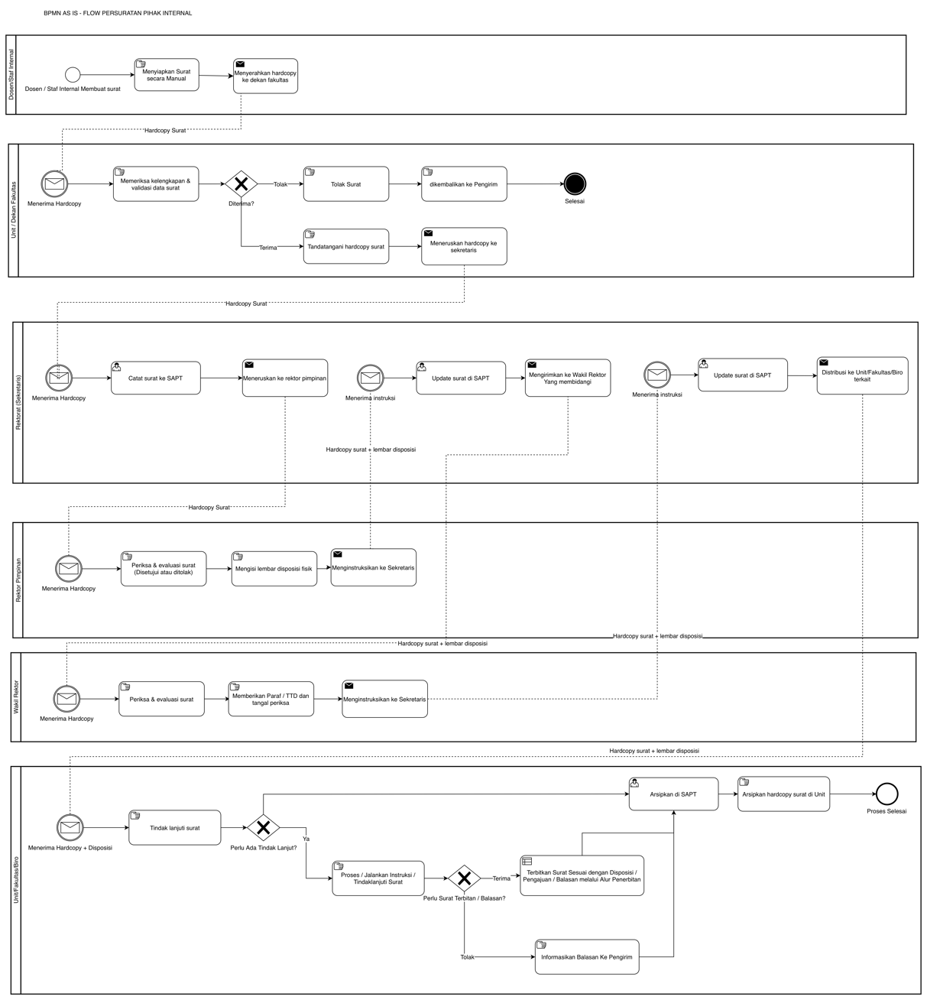 BPMN AS IS - FLOW PERSURATAN PIHAK INTERNAL
Dosen/Staf Internal
Dosen / Staf Internal Membuat surat
Menyiapkan Surat
secara Manual
Menyerahkan hardcopy
ke dekan fakultas
Hardcopy Surat
Unit / Dekan Fakultas
Menerima Hardcopy
Memeriksa kelengkapan &
validasi data surat
Diterima?
Tolak
Tolak Surat
dikembalikan ke Pengirim
Selesai
Terima
Tandatangani hardcopy surat
Meneruskan hardcopy ke
sekretaris
Hardcopy Surat
Rektorat (Sekretaris)
Menerima Hardcopy
Catat surat ke SAPT
Meneruskan ke rektor pimpinan
Menerima instruksi
Update surat di SAPT
Mengirimkan ke Wakil Rektor
Yang membidangi
Menerima instruksi
Update surat di SAPT
Distribusi ke Unit/Fakultas/Biro
terkait
Hardcopy surat + lembar disposisi
Hardcopy Surat
Rektor Pimpinan
Menerima Hardcopy
Periksa & evaluasi surat
(Disetujui atau ditolak)
Mengisi lembar disposisi fisik
Menginstruksikan ke Sekretaris
Hardcopy surat + lembar disposisi
Hardcopy surat + lembar disposisi
Wakil Rektor
Menerima Hardcopy
Periksa & evaluasi surat
Memberikan Paraf / TTD dan
tangal periksa
Menginstruksikan ke Sekretaris
Hardcopy surat + lembar disposisi
Unit/Fakultas/Biro
Menerima Hardcopy + Disposisi
Tindak lanjuti surat
Perlu Ada Tindak Lanjut?
Ya
Arsipkan di SAPT
Arsipkan hardcopy surat di Unit
Proses Selesai
Proses / Jalankan Instruksi /
Tindaklanjuti Surat
Perlu Surat Terbitan / Balasan?
Terima
Terbitkan Surat Sesuai dengan Disposisi /
Pengajuan / Balasan melalui Alur Penerbitan
Tolak
Informasikan Balasan Ke Pengirim